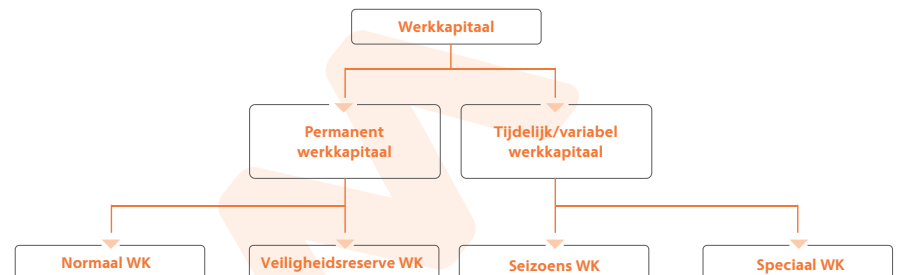 Werkkapitaal
Permanent
werkkapitaal
Tijdelijk/variabel
werkkapitaal
Normaal WK
Veiligheidsreserve WK
Seizoens WK
Speciaal WK